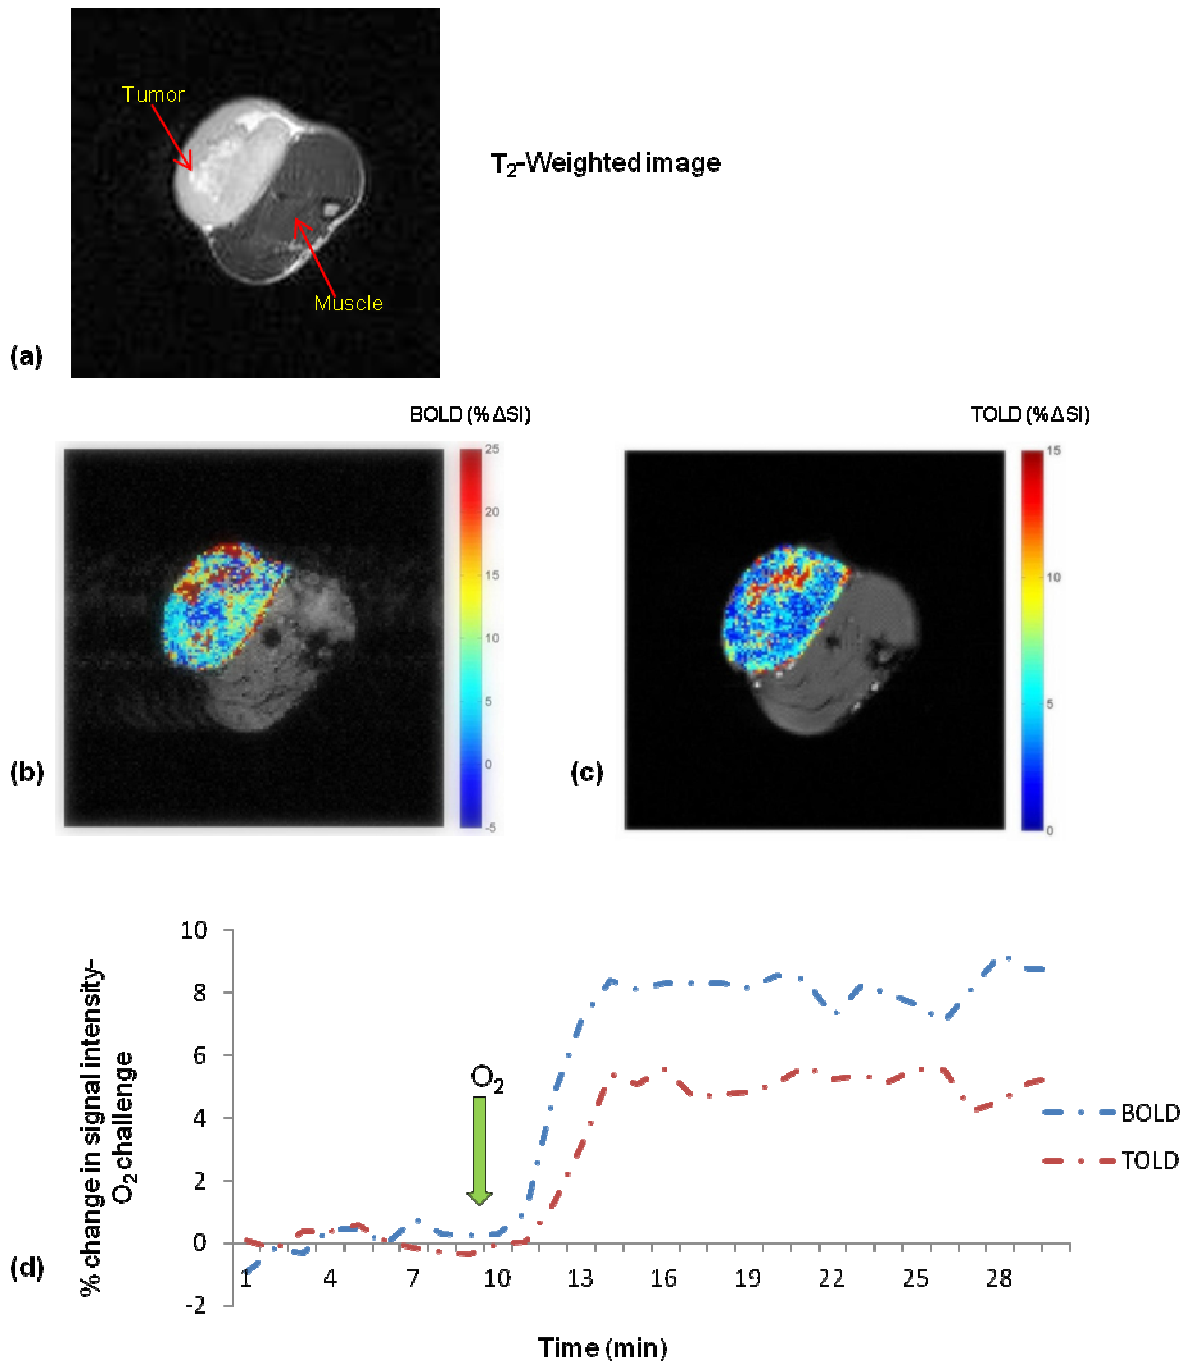 Tumor
T₂-Weighted image
Muscle
(a)
BOLD (% ΔSI)
TOLD (% ΔSI)
25
20
15
10
5
0
-5
15
10
5
0
(b)
(c)
% change in signal intensity-
O₂ challenge
10
8
6
4
2
0
-2
O₂
BOLD
TOLD
(d)
1
4
7
10
13
16
19
22
25
28
Time (min)